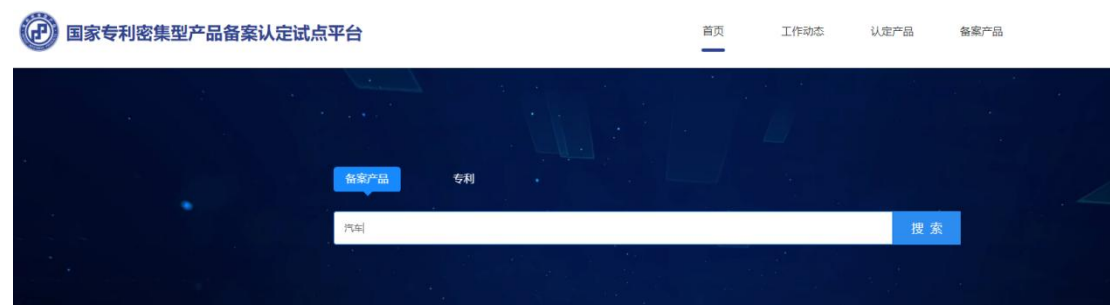 国家专利密集型产品备案认定试点平台
首页 工作动态 认定产品 备案产品
备案产品 专利
汽车
搜索